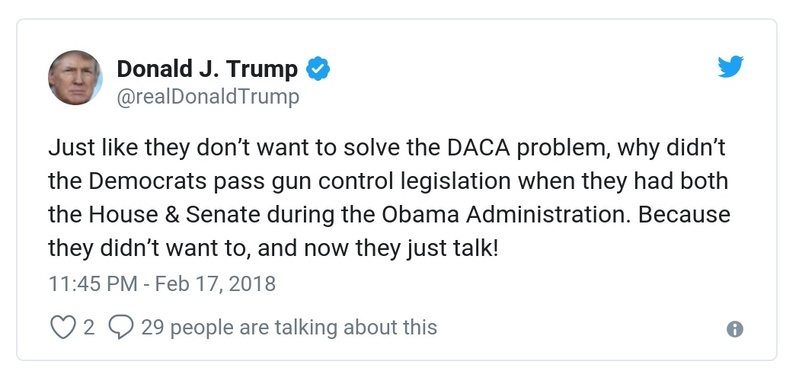 Donald J. Trump
@realDonaldTrump
Just like they don’t want to solve the DACA problem, why didn’t
the Democrats pass gun control legislation when they had both
the House & Senate during the Obama Administration. Because
they didn’t want to, and now they just talk!
11:45 PM - Feb 17, 2018
2 29 people are talking about this